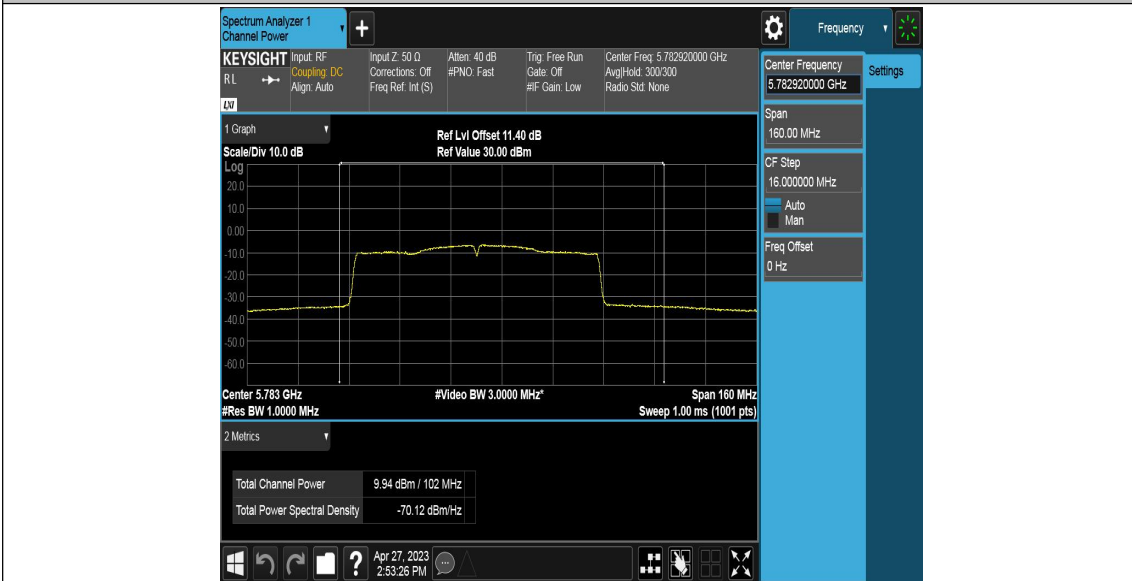 Spectrum Analyzer 1
Channel Power
+
Frequency
KEYSIGHT
R L
LXI
Input: RF
Coupling: DC
Align: Auto
Input Z: 50 Ω
Corrections: Off
Freq Ref: Int (S)
Atten: 40 dB
#PNO: Fast
Trig: Free Run
Gate: Off
#IF Gain: Low
Center Freq: 5.782920000 GHz
Avg|Hold: 300/300
Radio Std: None
Center Frequency
5.782920000 GHz
Settings
Span
160.00 MHz
CF Step
16.000000 MHz
Auto
Man
Freq Offset
0 Hz
1 Graph
Scale/Div 10.0 dB
Ref Lvl Offset 11.40 dB
Ref Value 30.00 dBm
Log
20.0
10.0
0.00
-10.0
-20.0
-30.0
-40.0
-50.0
-60.0
Center 5.783 GHz
#Video BW 3.0000 MHz*
Span 160 MHz
#Res BW 1.0000 MHz
Sweep 1.00 ms (1001 pts)
2 Metrics
Total Channel Power 9.94 dBm / 102 MHz
Total Power Spectral Density -70.12 dBm/Hz
?
Apr 27, 2023
2:53:26 PM